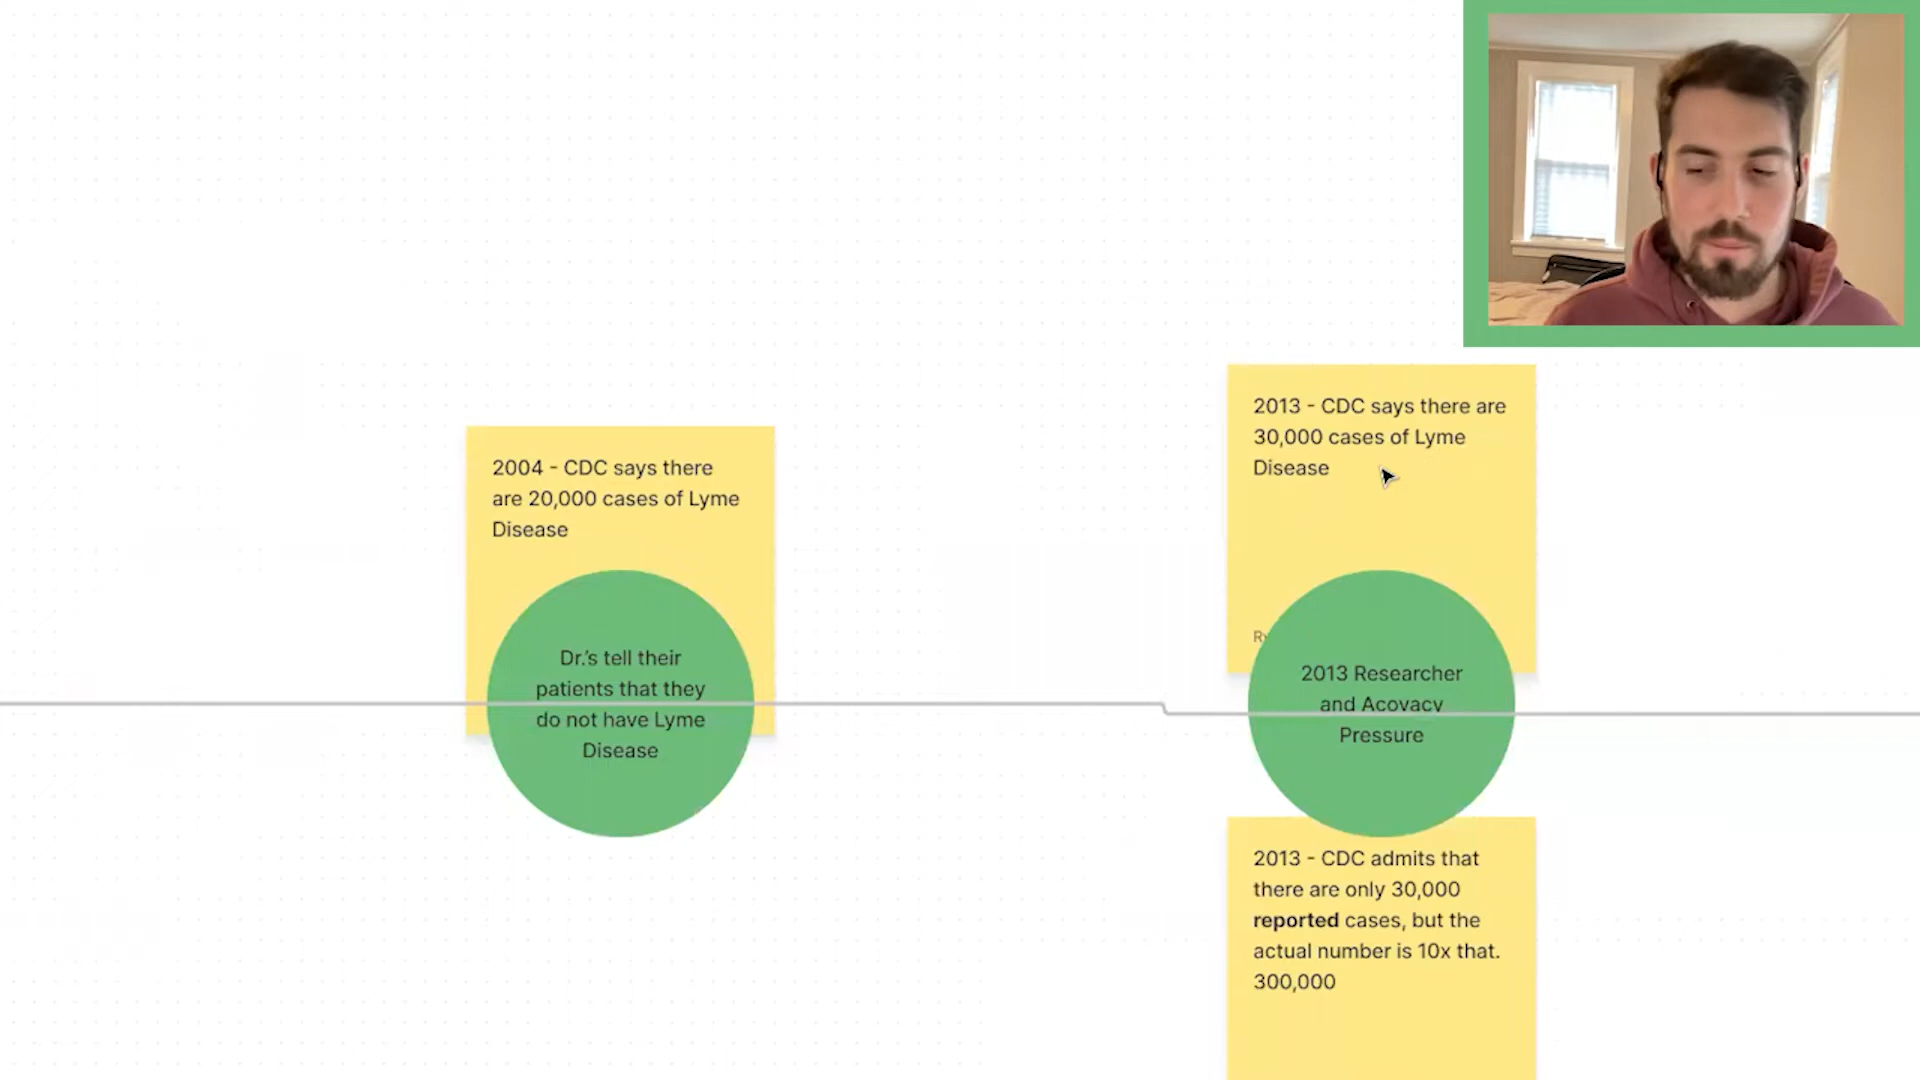 2004 - CDC says there
are 20,000 cases of Lyme
Disease
Dr.’s tell their
patients that they
do not have Lyme
Disease
2013 - CDC says there are
30,000 cases of Lyme
Disease
2013 Researcher
and Acovacy
Pressure
2013 - CDC admits that
there are only 30,000
reported cases, but the
actual number is 10x that.
300,000